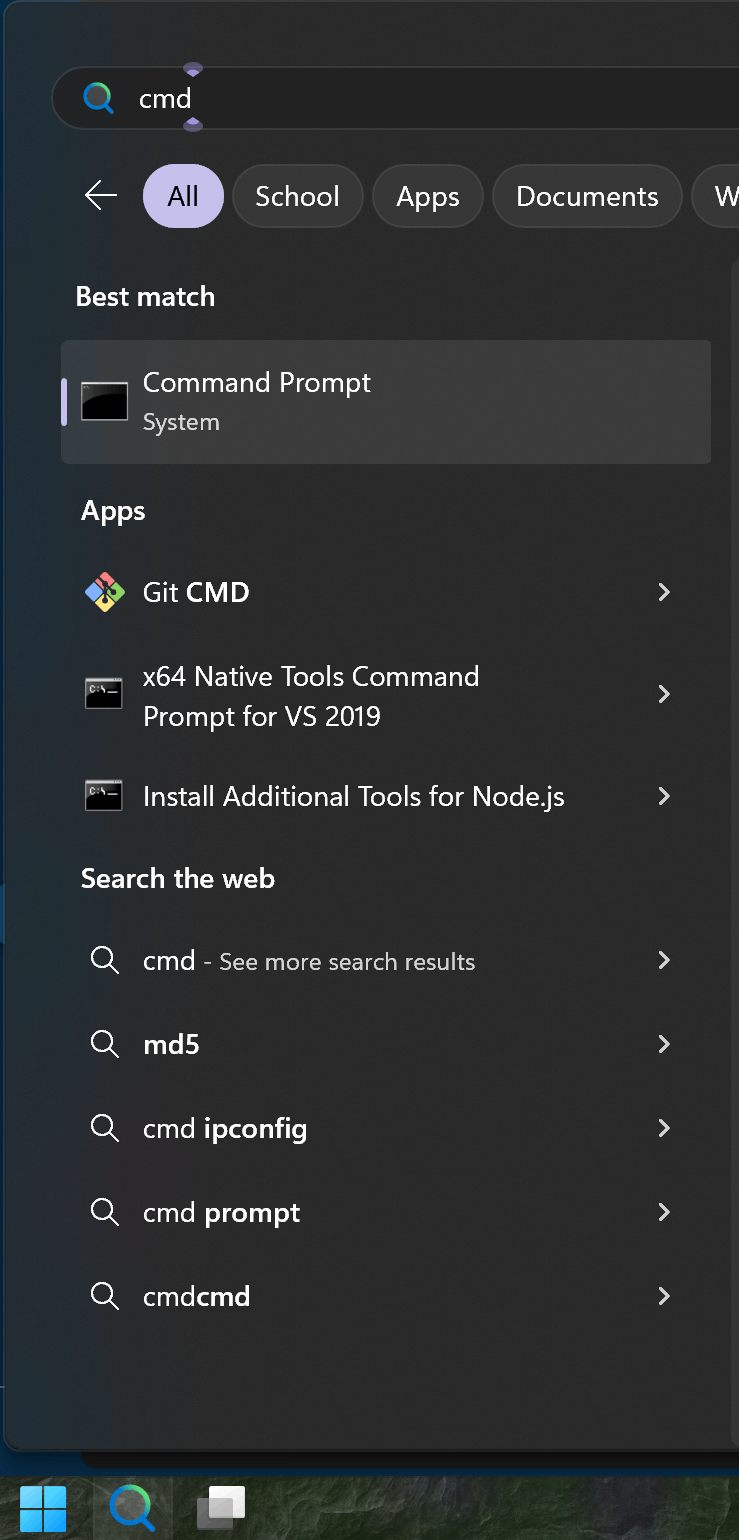 cmd
All School Apps Documents W
Best match
Command Prompt
System
Apps
Git CMD
x64 Native Tools Command
Prompt for VS 2019
Install Additional Tools for Node.js
Search the web
cmd - See more search results
md5
cmd ipconfig
cmd prompt
cmdcmd